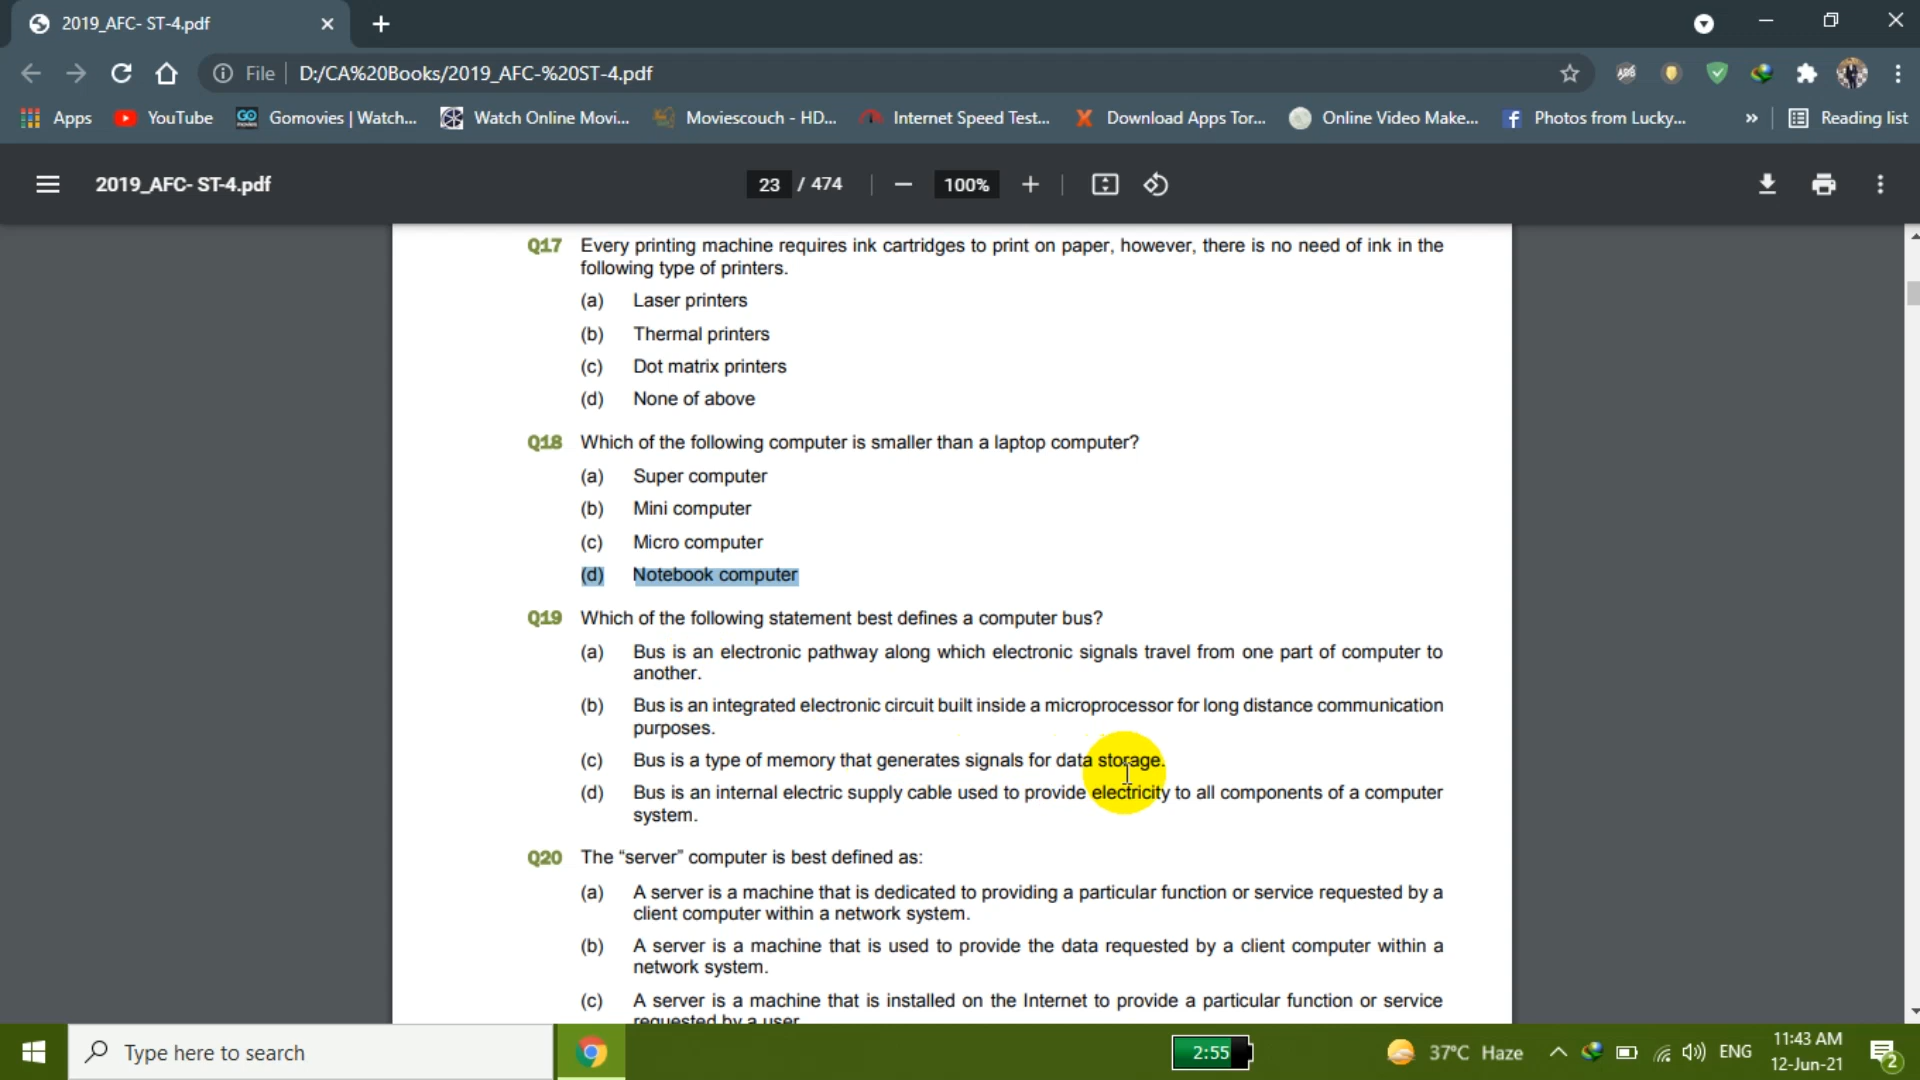 2019_AFC- ST-4.pdf
File D:/CA%20Books/2019_AFC-%20ST-4.pdf
Apps YouTube Gomovies | Watch... Watch Online Movi... Moviescouch - HD... Internet Speed Test... Download Apps Tor... Online Video Make... Photos from Lucky... » Reading list
2019_AFC- ST-4.pdf 23 / 474 100%
Q17 Every printing machine requires ink cartridges to print on paper, however, there is no need of ink in the
following type of printers.
(a) Laser printers
(b) Thermal printers
(c) Dot matrix printers
(d) None of above
Q18 Which of the following computer is smaller than a laptop computer?
(a) Super computer
(b) Mini computer
(c) Micro computer
(d) Notebook computer
Q19 Which of the following statement best defines a computer bus?
(a) Bus is an electronic pathway along which electronic signals travel from one part of computer to
another.
(b) Bus is an integrated electronic circuit built inside a microprocessor for long distance communication
purposes.
(c) Bus is a type of memory that generates signals for data storage.
(d) Bus is an internal electric supply cable used to provide electricity to all components of a computer
system.
Q20 The “server” computer is best defined as:
(a) A server is a machine that is dedicated to providing a particular function or service requested by a
client computer within a network system.
(b) A server is a machine that is used to provide the data requested by a client computer within a
network system.
(c) A server is a machine that is installed on the Internet to provide a particular function or service
requested by a user.
Type here to search 2:55 37°C Haze ENG 11:43 AM
12-Jun-21 2